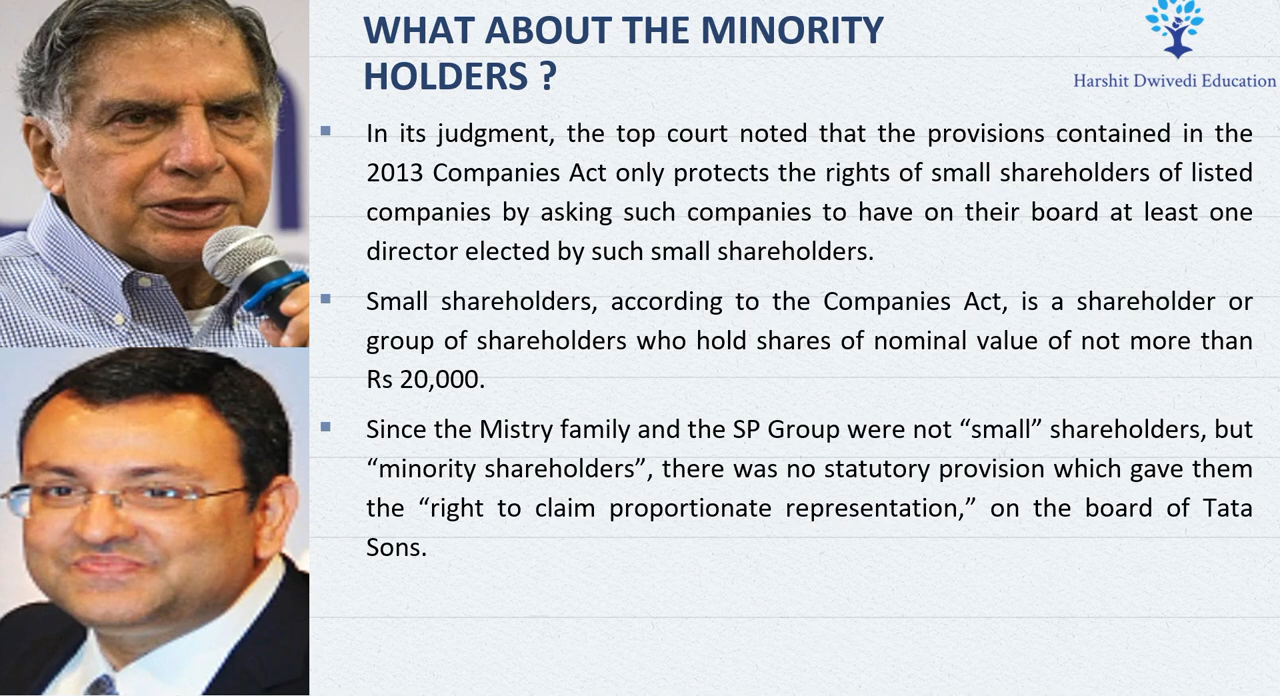 WHAT ABOUT THE MINORITY
HOLDERS ?
Harshit Dwivedi Education
In its judgment, the top court noted that the provisions contained in the
2013 Companies Act only protects the rights of small shareholders of listed
companies by asking such companies to have on their board at least one
director elected by such small shareholders.
Small shareholders, according to the Companies Act, is a shareholder or
group of shareholders who hold shares of nominal value of not more than
Rs 20,000.
Since the Mistry family and the SP Group were not “small” shareholders, but
“minority shareholders”, there was no statutory provision which gave them
the “right to claim proportionate representation,” on the board of Tata
Sons.